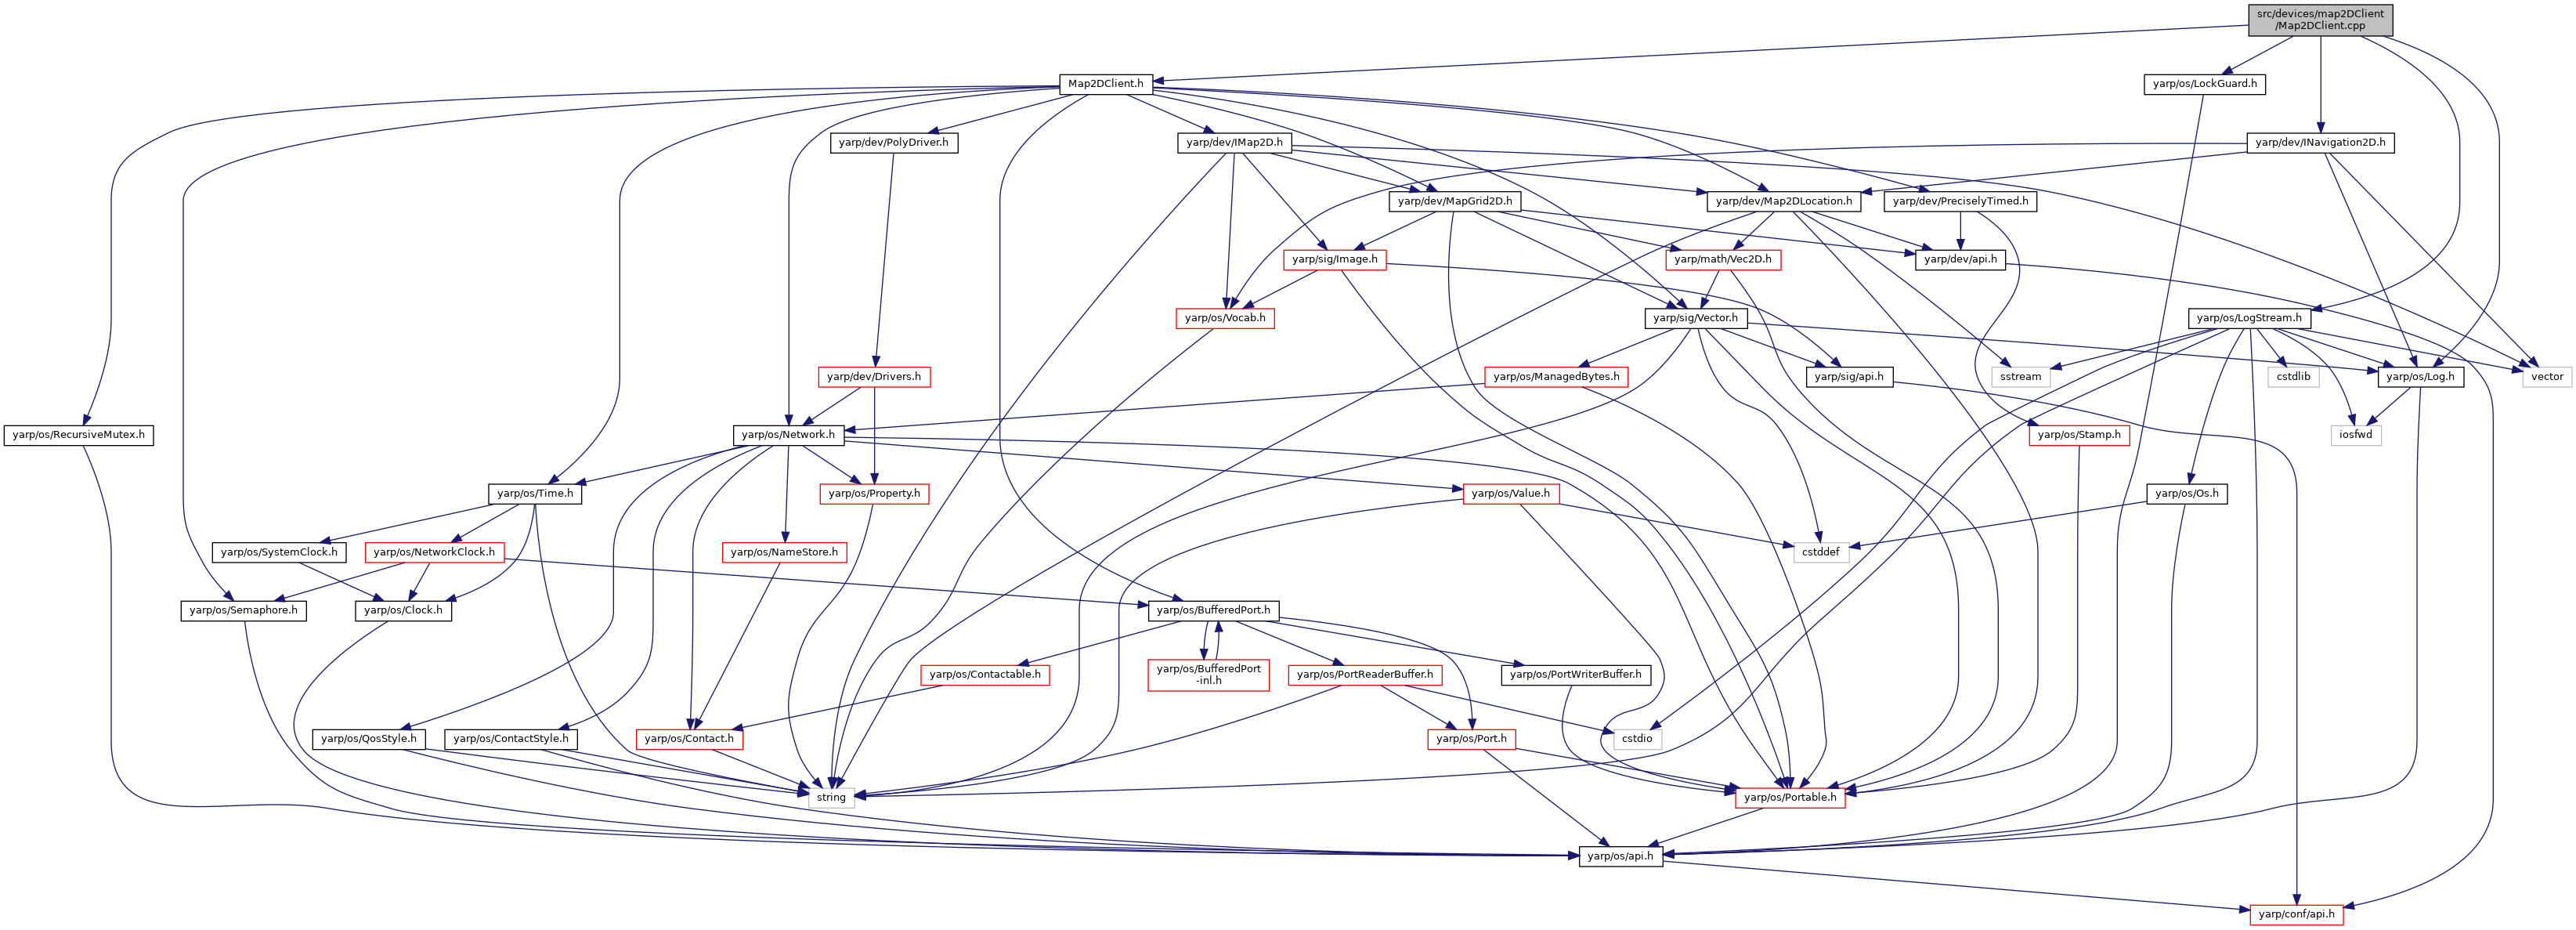 src/devices/map2DClient
/Map2DClient.cpp
Map2DClient.h
yarp/os/LockGuard.h
yarp/dev/PolyDriver.h
yarp/dev/IMap2D.h
yarp/dev/INavigation2D.h
yarp/dev/MapGrid2D.h
yarp/dev/Map2DLocation.h
yarp/dev/PreciselyTimed.h
yarp/sig/Image.h
yarp/math/Vec2D.h
yarp/dev/api.h
yarp/os/Vocab.h
yarp/sig/Vector.h
yarp/os/LogStream.h
yarp/dev/Drivers.h
yarp/os/ManagedBytes.h
yarp/sig/api.h
sstream
cstdlib
yarp/os/Log.h
vector
yarp/os/RecursiveMutex.h
yarp/os/Network.h
yarp/os/Stamp.h
iosfwd
yarp/os/Time.h
yarp/os/Property.h
yarp/os/Value.h
yarp/os/Os.h
yarp/os/SystemClock.h
yarp/os/NetworkClock.h
yarp/os/NameStore.h
cstddef
yarp/os/Semaphore.h
yarp/os/Clock.h
yarp/os/BufferedPort.h
yarp/os/Contactable.h
yarp/os/BufferedPort
-inl.h
yarp/os/PortReaderBuffer.h
yarp/os/PortWriterBuffer.h
yarp/os/QosStyle.h
yarp/os/ContactStyle.h
yarp/os/Contact.h
yarp/os/Port.h
cstdio
string
yarp/os/Portable.h
yarp/os/api.h
yarp/conf/api.h